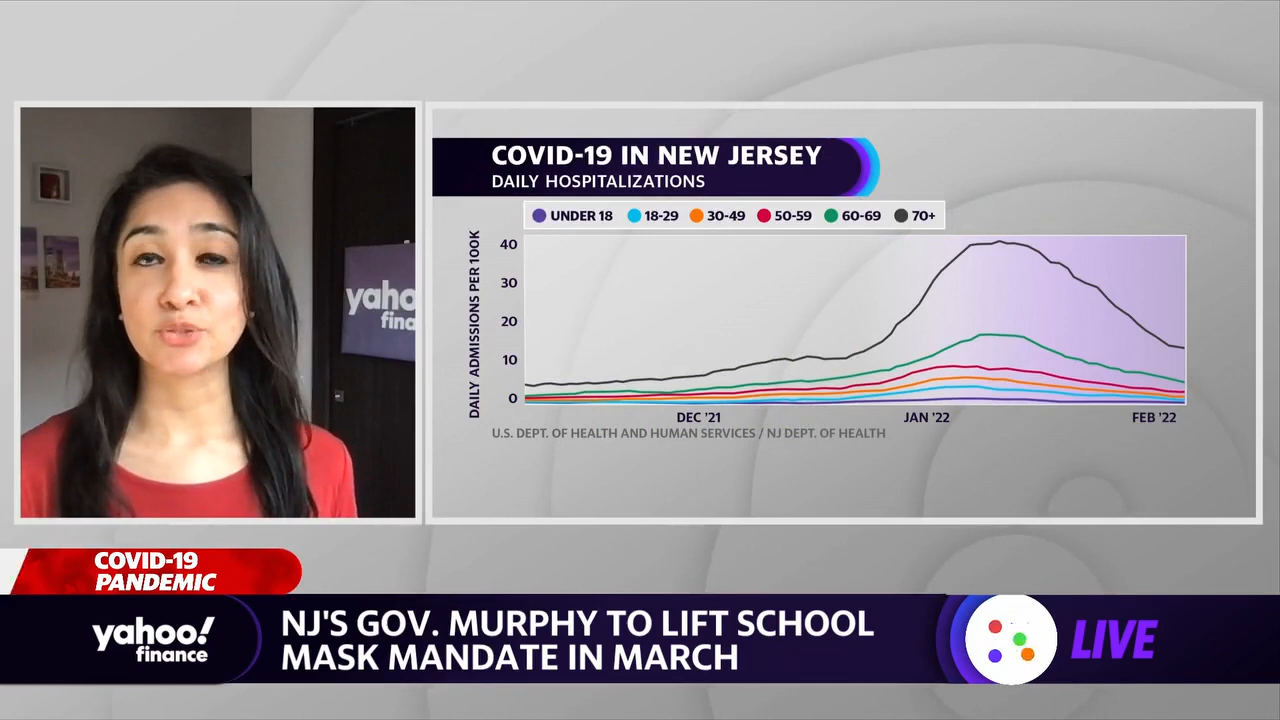 yaho
fina
COVID-19 IN NEW JERSEY
DAILY HOSPITALIZATIONS
UNDER 18 18-29 30-49 50-59 60-69 70+
DAILY ADMISSIONS PER 100K
40
30
20
10
0
DEC '21 JAN '22 FEB '22
U.S. DEPT. OF HEALTH AND HUMAN SERVICES / NJ DEPT. OF HEALTH
COVID-19
PANDEMIC
yahoo!
finance
NJ'S GOV. MURPHY TO LIFT SCHOOL
MASK MANDATE IN MARCH
LIVE